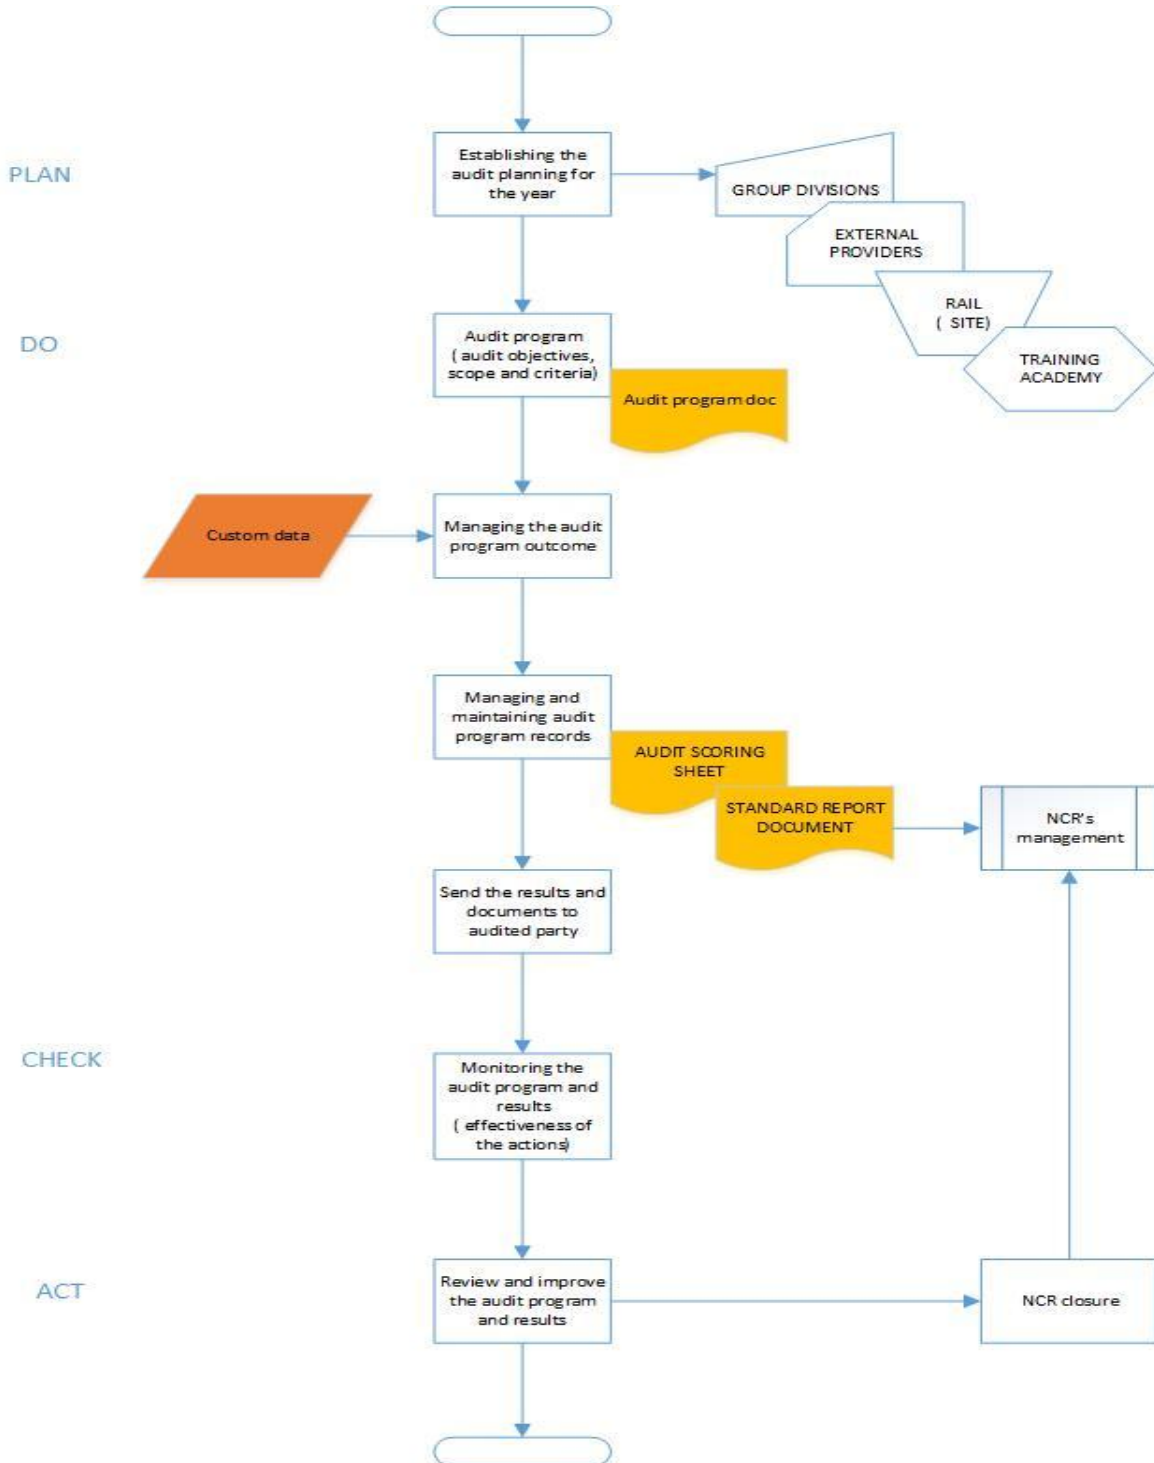 PLAN
Establishing the
audit planning for
the year
GROUP DIVISIONS
EXTERNAL
PROVIDERS
RAIL
( SITE)
TRAINING
ACADEMY
DO
Audit program
( audit objectives,
scope and criteria)
Audit program doc
Custom data
Managing the audit
program outcome
Managing and
maintaining audit
program records
AUDIT SCORING
SHEET
STANDARD REPORT
DOCUMENT
NCR's
management
Send the results and
documents to
audited party
CHECK
Monitoring the
audit program and
results
( effectiveness of
the actions)
ACT
Review and improve
the audit program
and results
NCR closure